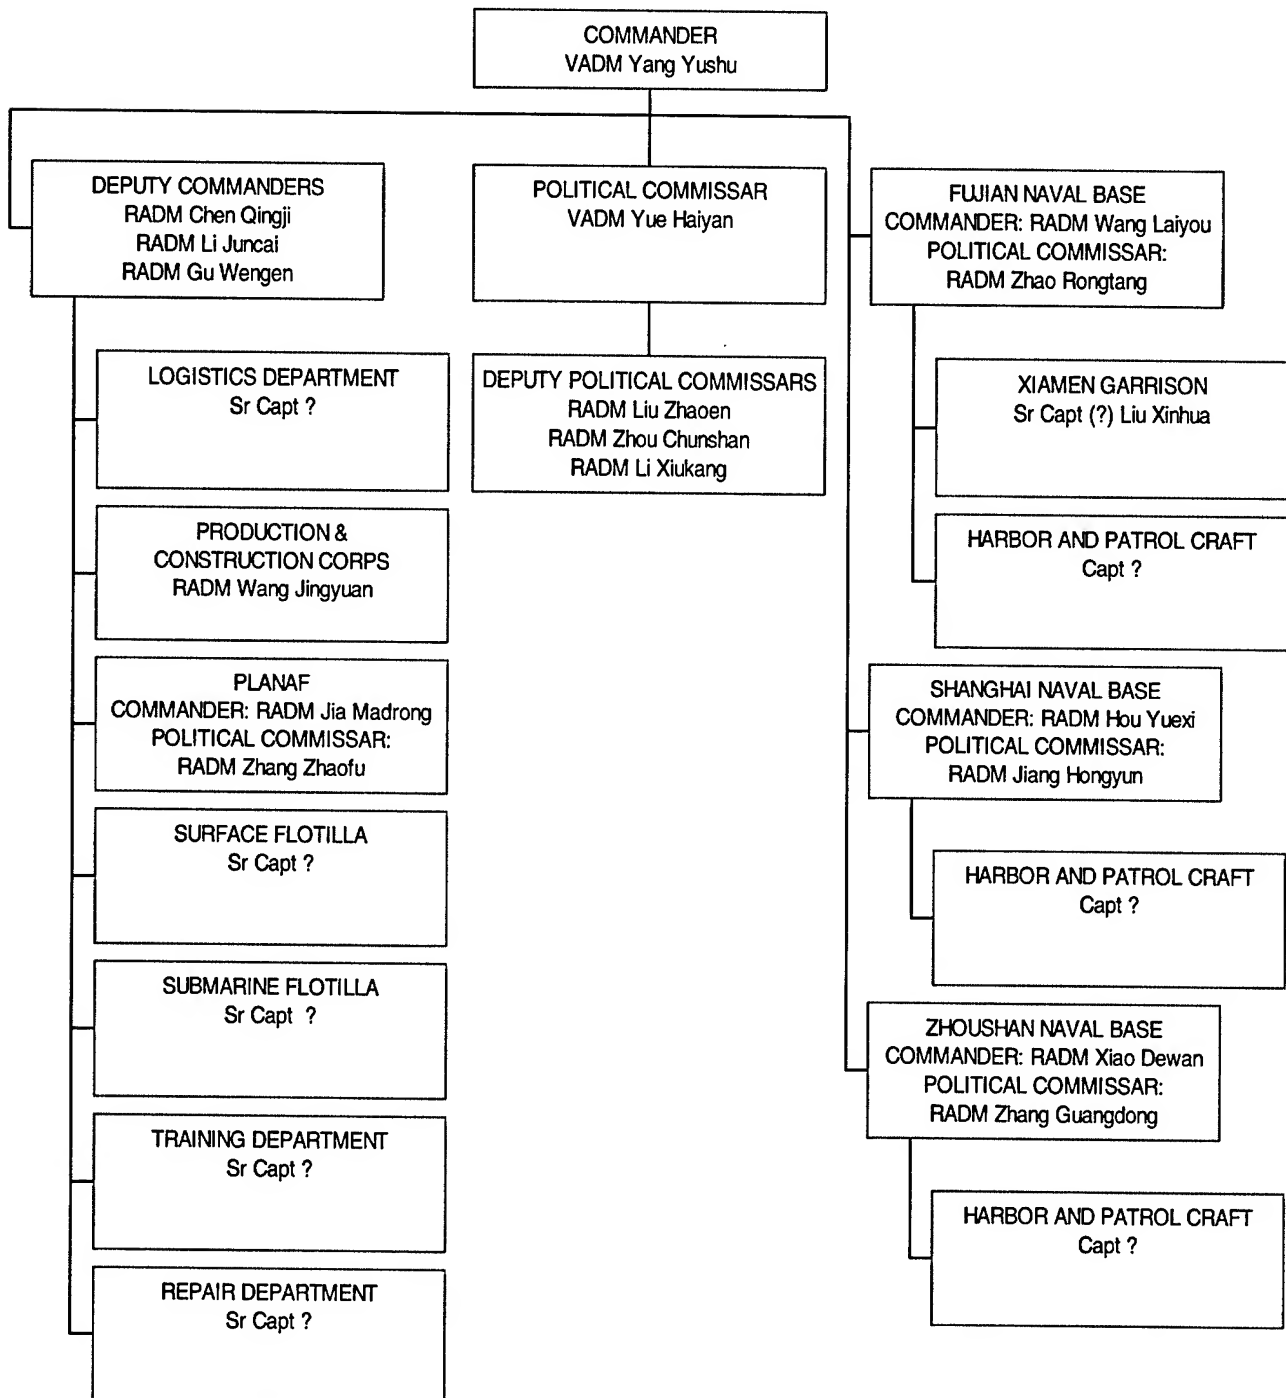 COMMANDER
VADM Yang Yushu
DEPUTY COMMANDERS
RADM Chen Qingji
RADM Li Juncai
RADM Gu Wengen
LOGISTICS DEPARTMENT
Sr Capt ?
PRODUCTION &
CONSTRUCTION CORPS
RADM Wang Jingyuan
PLANAF
COMMANDER: RADM Jia Madrong
POLITICAL COMMISSAR:
RADM Zhang Zhaofu
SURFACE FLOTILLA
Sr Capt ?
SUBMARINE FLOTILLA
Sr Capt ?
TRAINING DEPARTMENT
Sr Capt ?
REPAIR DEPARTMENT
Sr Capt ?
POLITICAL COMMISSAR
VADM Yue Haiyan
DEPUTY POLITICAL COMMISSARS
RADM Liu Zhaoen
RADM Zhou Chunshan
RADM Li Xiukang
FUJIAN NAVAL BASE
COMMANDER: RADM Wang Laiyou
POLITICAL COMMISSAR:
RADM Zhao Rongtang
XIAMEN GARRISON
Sr Capt (?) Liu Xinhua
HARBOR AND PATROL CRAFT
Capt ?
SHANGHAI NAVAL BASE
COMMANDER: RADM Hou Yuexi
POLITICAL COMMISSAR:
RADM Jiang Hongyun
HARBOR AND PATROL CRAFT
Capt ?
ZHOUSHAN NAVAL BASE
COMMANDER: RADM Xiao Dewan
POLITICAL COMMISSAR:
RADM Zhang Guangdong
HARBOR AND PATROL CRAFT
Capt ?